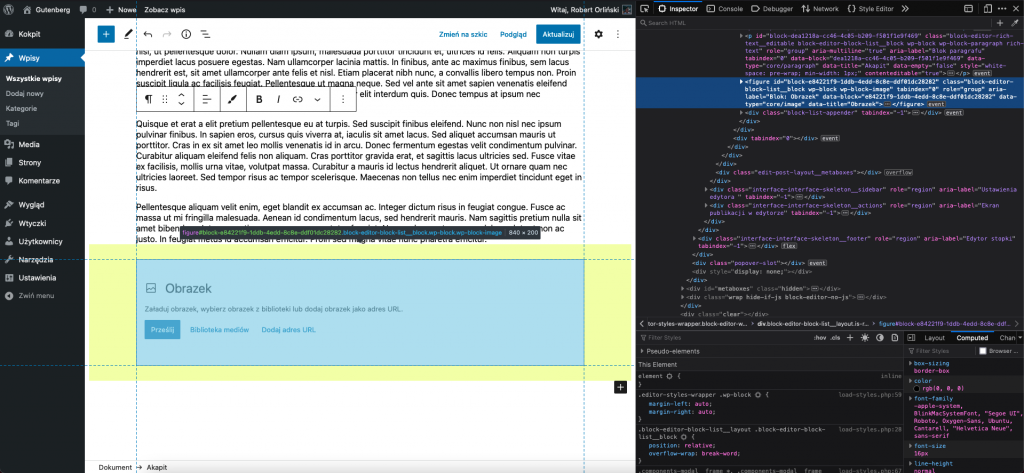 Gutenberg
0
Nowe
Zobacz wpis
Witaj, Robert Orliński
Kokpit
Wpisy
Wszystkie wpisy
Dodaj nowy
Kategorie
Tagi
Media
Strony
Komentarze
Wygląd
Wtyczki
Użytkownicy
Narzędzia
Ustawienia
Zwiń menu
Zmień na szkic
Podgląd
Aktualizuj
nisl, ut pellentesque dolor. Nullam diam ipsum, malesuada porttitor tincidunt et, ultrices id felis. Aliquam non turpis
imperdiet lacus posuere egestas. Nam ullamcorper lacinia mattis. In finibus, ante ac maximus finibus, sem lacus
hendrerit est, sit amet ullamcorper ante felis et nisl. Etiam placerat nibh nunc, a convallis libero tempus non. Proin
suscipit ligula ac facilisis feugiat. Pellentesque ut magna neque. Sed vel ante sit amet sapien venenatis eleifend
elit interdum quis. Donec tempus at ipsum nec
B
I
Quisque et erat a elit pretium pellentesque eu at turpis. Sed suscipit finibus eleifend. Nunc non nisl nec ipsum
pulvinar finibus. In sapien eros, cursus quis viverra at, iaculis sit amet lacus. Sed aliquet accumsan mauris ut
porttitor. Cras in ex sit amet leo mollis venenatis id in arcu. Donec fermentum egestas velit condimentum pulvinar.
Curabitur aliquam eleifend felis non aliquam. Cras porttitor gravida erat, et sagittis lacus ultricies sed. Fusce vitae
ex facilisis, mollis urna vitae, volutpat massa. Curabitur a mauris id lectus hendrerit aliquet. Ut ornare quam nec
ultricies laoreet. Sed tempor risus ac tempor scelerisque. Maecenas non tellus nec enim imperdiet tincidunt eget in
risus.
Pellentesque aliquam velit enim, eget blandit ex accumsan ac. Integer dictum risus in feugiat congue. Fusce ac
massa ut mi fringilla malesuada. Aenean id condimentum lacus, sed hendrerit mauris. Nam sagittis pretium nulla sit
amet
figure#block-e84221f9-1ddb-4edd-8c8e-ddf01dc28282.block-editor-block-list__block.wp-block.wp-block-image
840 × 200
Obrazek
Załaduj obrazek, wybierz obrazek z biblioteki lub dodaj obrazek jako adres URL.
Prześlij
Biblioteka mediów
Dodaj adres URL
Dokument → Akapit
Inspector
Console
Debugger
Network
Style Editor
Search HTML
<p id="block-dea1218a-cc46-4c05-b209-f501f1e9f469" class="block-editor-rich-
text__editable block-editor-block-list__block wp-block wp-block-paragraph rich-
text" role="group" aria-multiline="true" aria-label="Blok paragrafu"
tabindex="0" data-block="dea1218a-cc46-4c05-b209-f501f1e9f469" data-
type="core/paragraph" data-title="Akapit" data-empty="false" style="white-
space: pre-wrap; min-width: 1px;" contenteditable="true">
<figure id="block-e84221f9-1ddb-4edd-8c8e-ddf01dc28282" class="block-editor-
block-list__block wp-block wp-block-image" tabindex="0" role="group" aria-
label="Blok: Obrazek" data-block="e84221f9-1ddb-4edd-8c8e-ddf01dc28282" data-
type="core/image" data-title="Obrazek"> </figure> event
<div class="block-list-appender" tabindex="-1"> </div>
</div>
<div tabindex="0"></div> event
</div>
</div>
</div>
<div class="edit-post-layout__metaboxes"> </div> overflow
</div>
<div class="interface-interface-skeleton__sidebar" role="region" aria-label="Ustawienia
edytora " tabindex="-1"> </div>
<div class="interface-interface-skeleton__actions" role="region" aria-label="Ekran
publikacji w edytorze" tabindex="-1"> </div>
</div>
<div class="interface-interface-skeleton__footer" role="region" aria-label="Edytor stopki"
tabindex="-1"> </div> flex
</div>
<div class="popover-slot"></div> event
<div style="display: none;"></div>
</div>
<div id="metaboxes" class="hidden"> </div>
<div class="wrap hide-if-js block-editor-no-js"> </div>
</div>
<div class="clear"></div>
tor-styles-wrapper.block-editor-w…
div.block-editor-block-list__layout.is-r…
figure#block-e84221f9-1ddb-4edd-8c8e-ddf…
Filter Styles
:hov .cls
Pseudo-elements
This Element
element { inline
}
.editor-styles-wrapper .wp-block { load-styles.php:59
margin-left: auto;
margin-right: auto;
}
.block-editor-block-list__layout .block-editor-block-
list__block { load-styles.php:28
position: relative;
overflow-wrap: break-word;
}
.components-modal
Layout
Computed
Chan
Filter Styles
Browser
box-sizing
border-box
color
rgb(0, 0, 0)
font-family
-apple-system,
BlinkMacSystemFont, "Segoe UI",
Roboto, Oxygen-Sans, Ubuntu,
Cantarell, "Helvetica Neue",
sans-serif
font-size
16px
line-height
normal